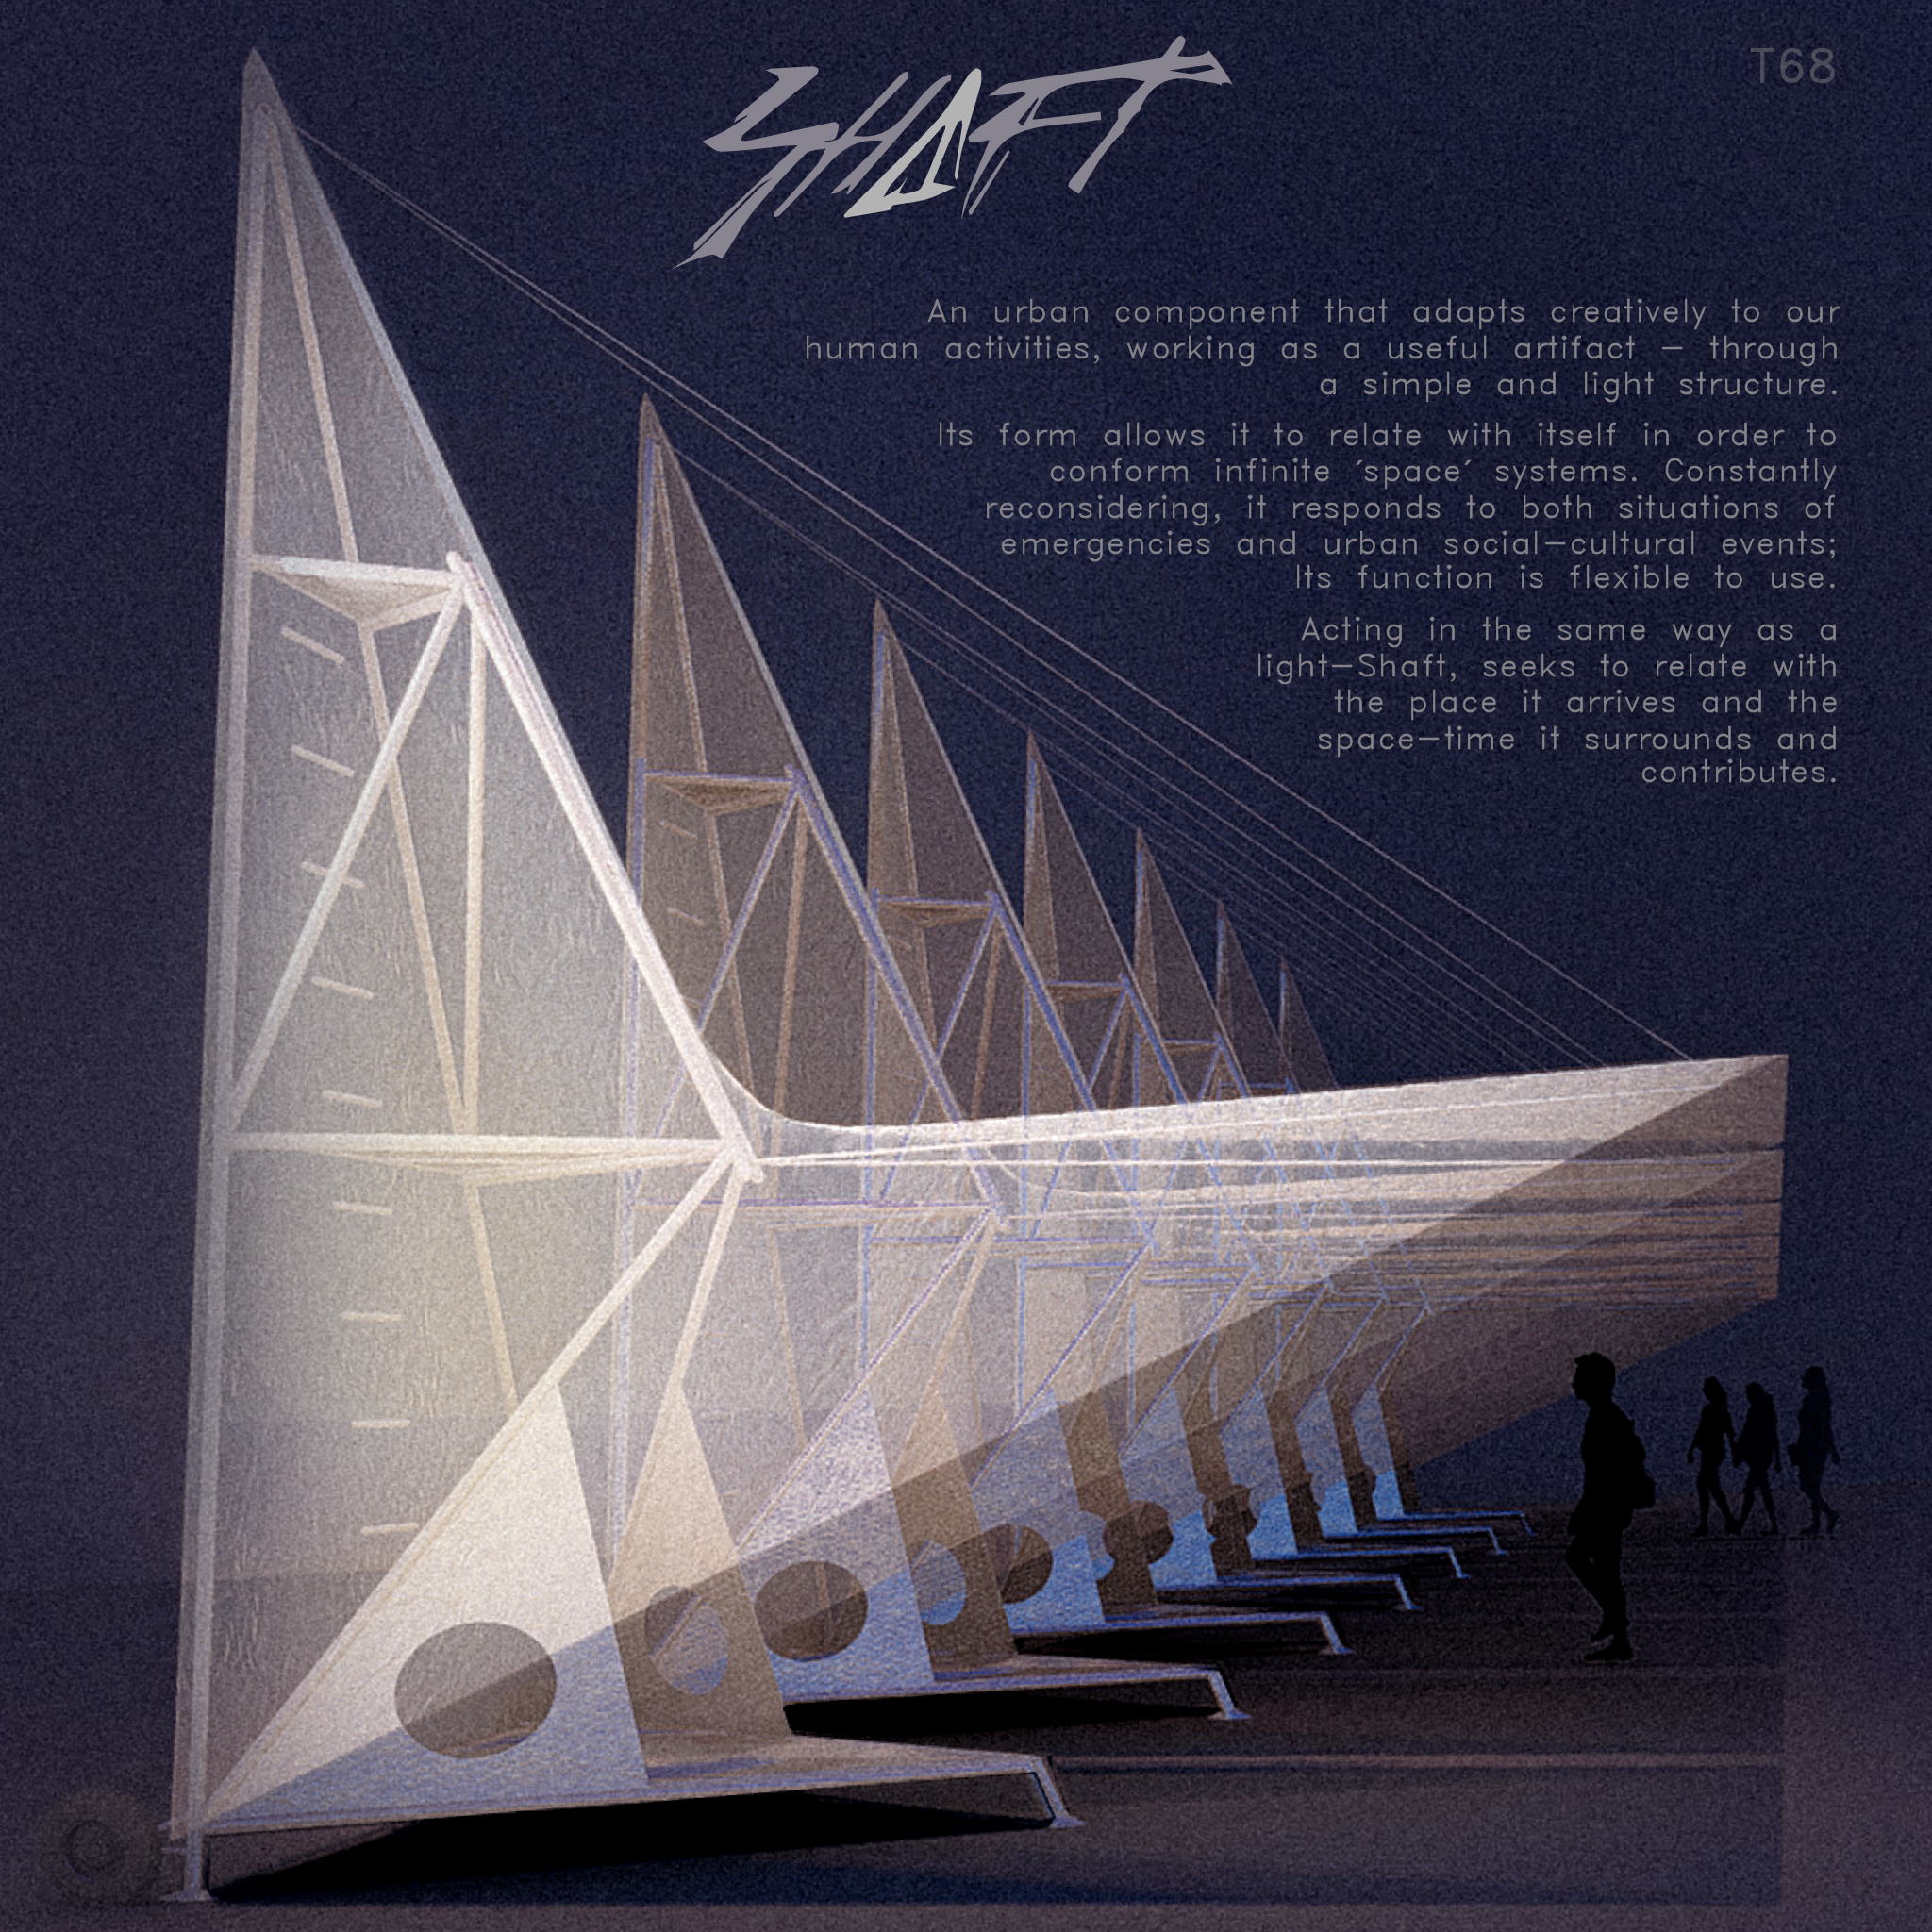 SHAFT
T68
An urban component that adapts creatively to our
human activities, working as a useful artifact – through
a simple and light structure.
Its form allows it to relate with itself in order to
conform infinite ´space´ systems. Constantly
reconsidering, it responds to both situations of
emergencies and urban social–cultural events;
Its function is flexible to use.
Acting in the same way as a
light–Shaft, seeks to relate with
the place it arrives and the
space–time it surrounds and
contributes.